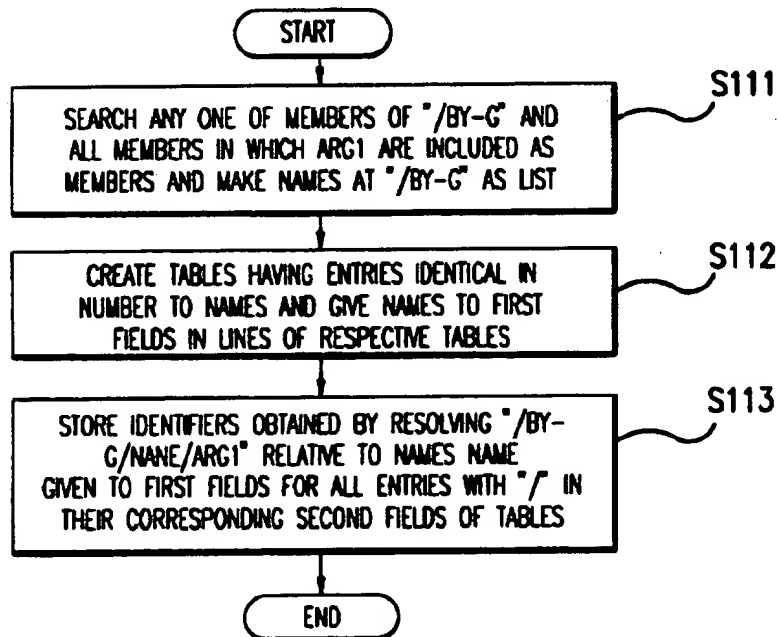 START
S111
SEARCH ANY ONE OF MEMBERS OF "/BY-G" AND
ALL MEMBERS IN WHICH ARG1 ARE INCLUDED AS
MEMBERS AND MAKE NAMES AT "/BY-G" AS LIST
S112
CREATE TABLES HAVING ENTRIES IDENTICAL IN
NUMBER TO NAMES AND GIVE NAMES TO FIRST
FIELDS IN LINES OF RESPECTIVE TABLES
S113
STORE IDENTIFIERS OBTAINED BY RESOLVING "/BY-
G/NANE/ARG1" RELATIVE TO NAMES NAME
GIVEN TO FIRST FIELDS FOR ALL ENTRIES WITH "/" IN
THEIR CORRESPONDING SECOND FIELDS OF TABLES
END